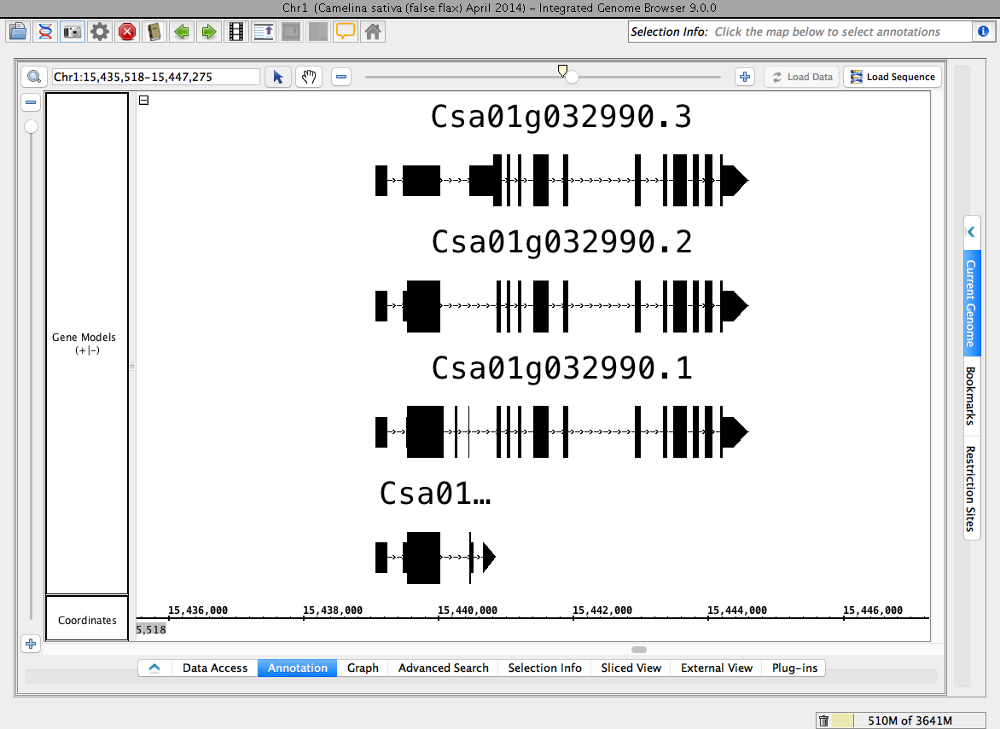 Chr1 (Camelina sativa (false flax) April 2014) – Integrated Genome Browser 9.0.0
Selection Info: Click the map below to select annotations
Chr1:15,435,518–15,447,275
Load Data
Load Sequence
Csa01g032990.3
Csa01g032990.2
Gene Models
(+|-)
Csa01g032990.1
Csa01...
15,436,000 15,438,000 15,440,000 15,442,000 15,444,000 15,446,000
Coordinates
5,518
Current Genome
Bookmarks
Restriction Sites
Data Access Annotation Graph Advanced Search Selection Info Sliced View External View Plug-ins
510M of 3641M